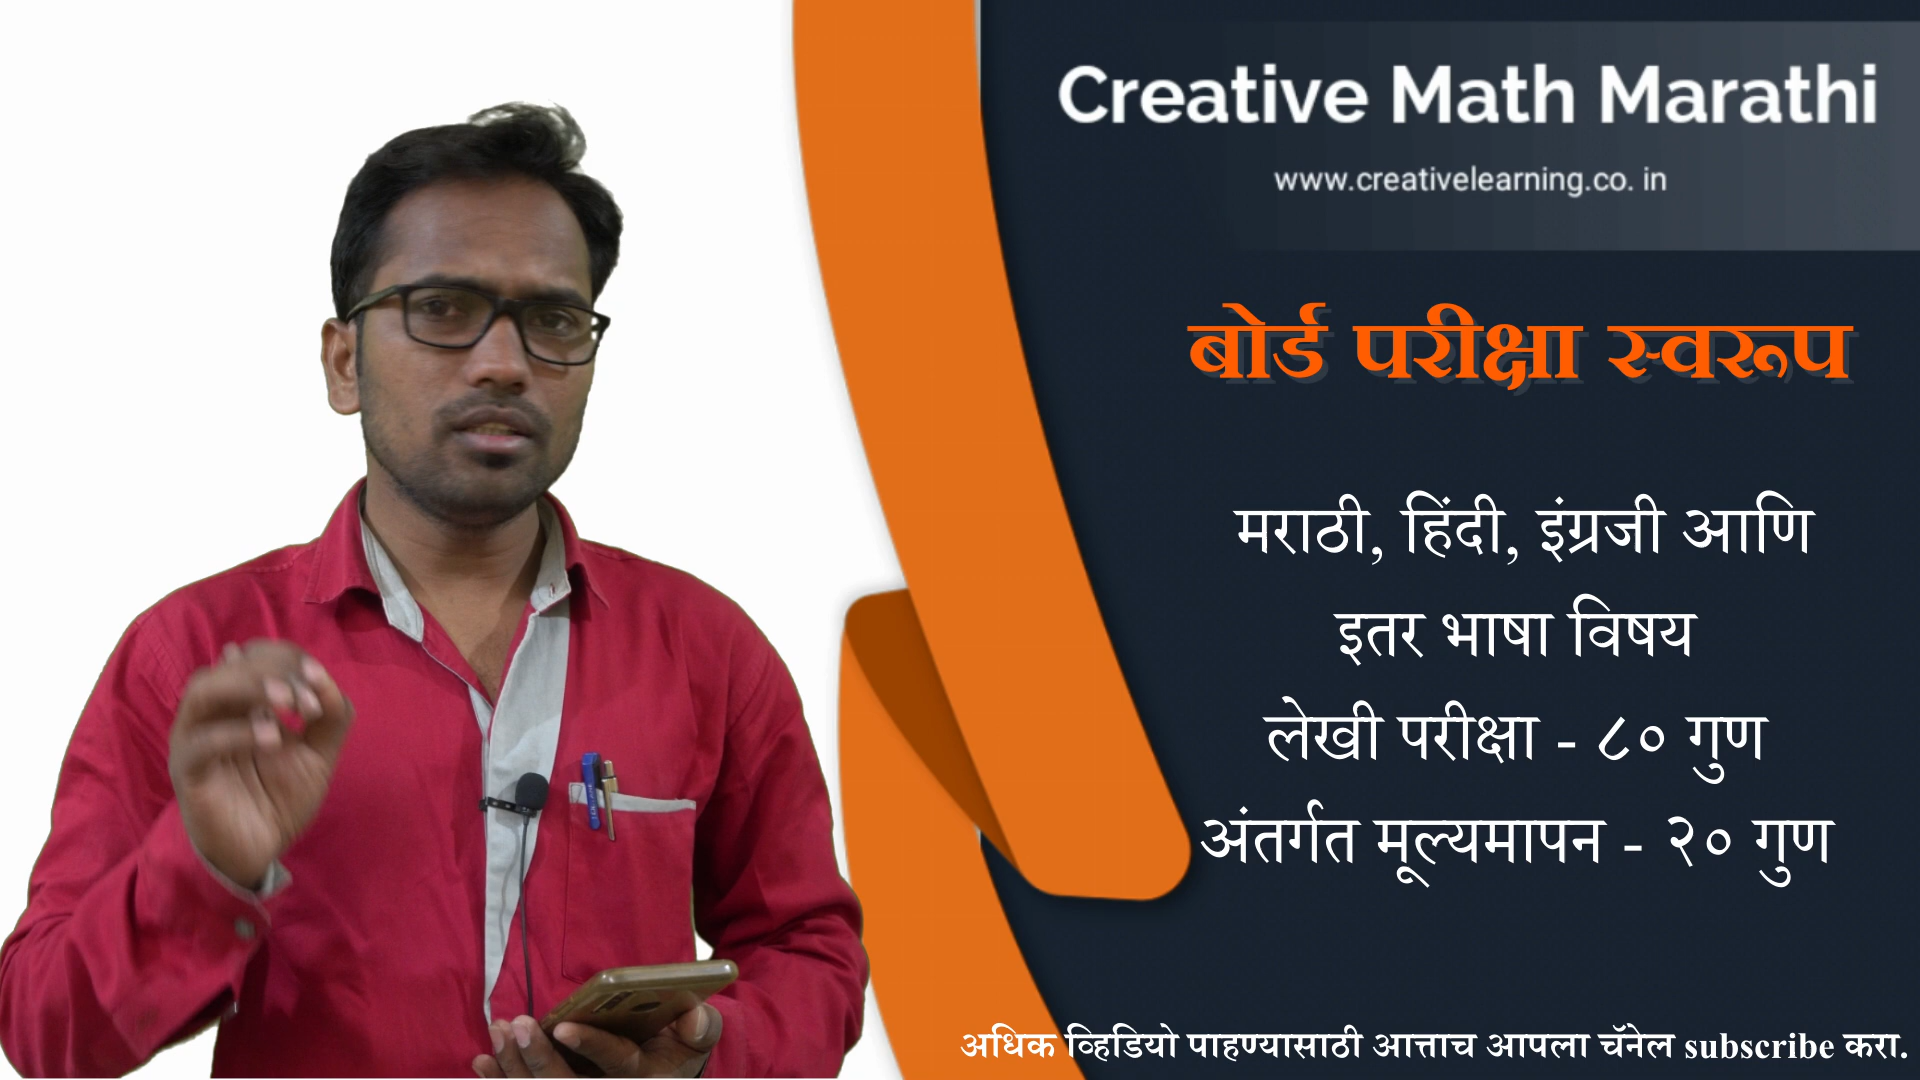 Creative Math Marathi
www.creativelearning.co. in
बोर्ड परीक्षा स्वरूप
मराठी, हिंदी, इंग्रजी आणि
इतर भाषा विषय
लेखी परीक्षा - ८० गुण
अंतर्गत मूल्यमापन - २० गुण
अधिक व्हिडियो पाहण्यासाठी आत्ताच आपला चॅनेल subscribe करा.